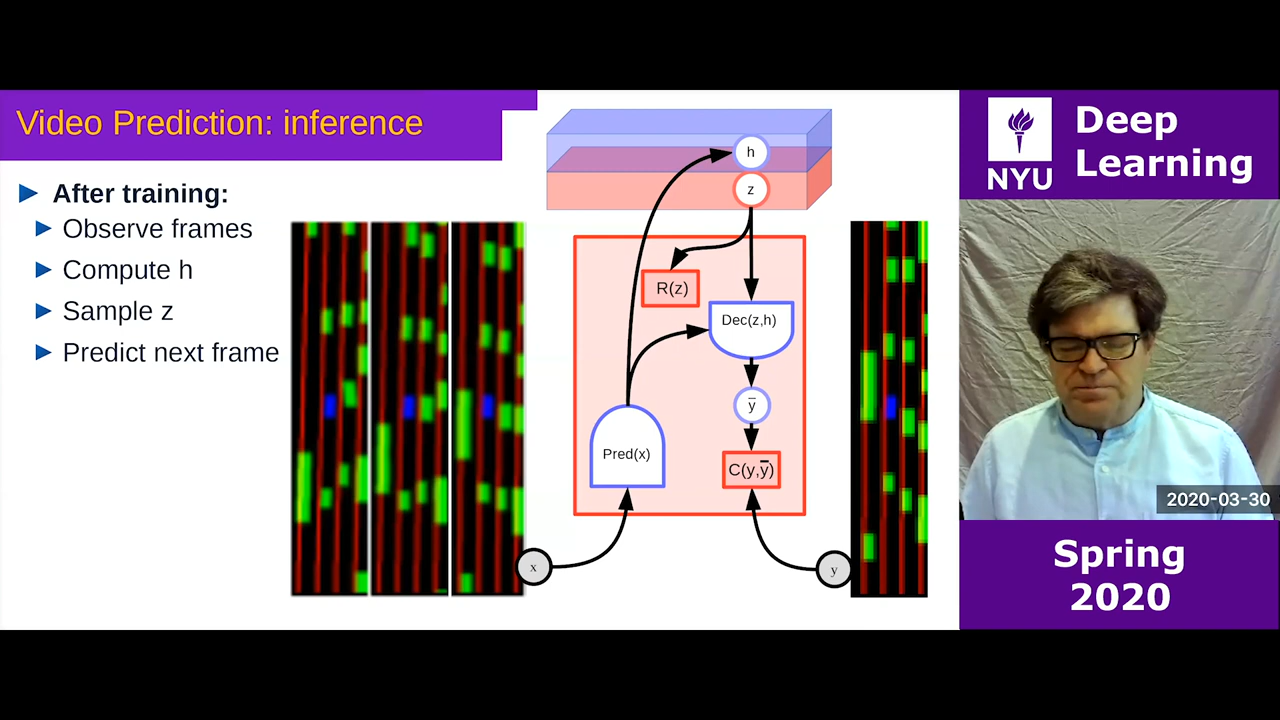 Video Prediction: inference
After training:
Observe frames
Compute h
Sample z
Predict next frame
h
z
R(z)
Dec(z,h)
y̅
Pred(x)
C(y,y̅)
x
y
NYU
Deep
Learning
2020-03-30
Spring
2020